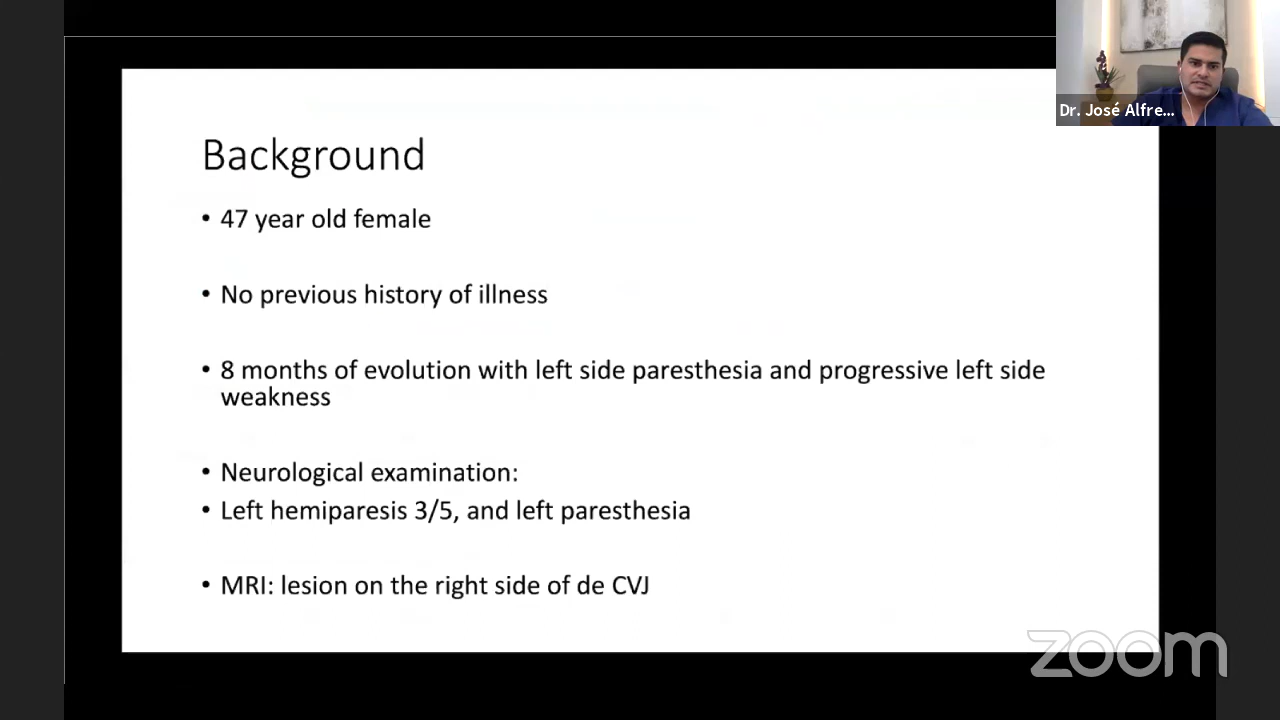 Dr. José Alfre...
Background
• 47 year old female
• No previous history of illness
• 8 months of evolution with left side paresthesia and progressive left side
weakness
• Neurological examination:
• Left hemiparesis 3/5, and left paresthesia
• MRI: lesion on the right side of de CVJ
zoom